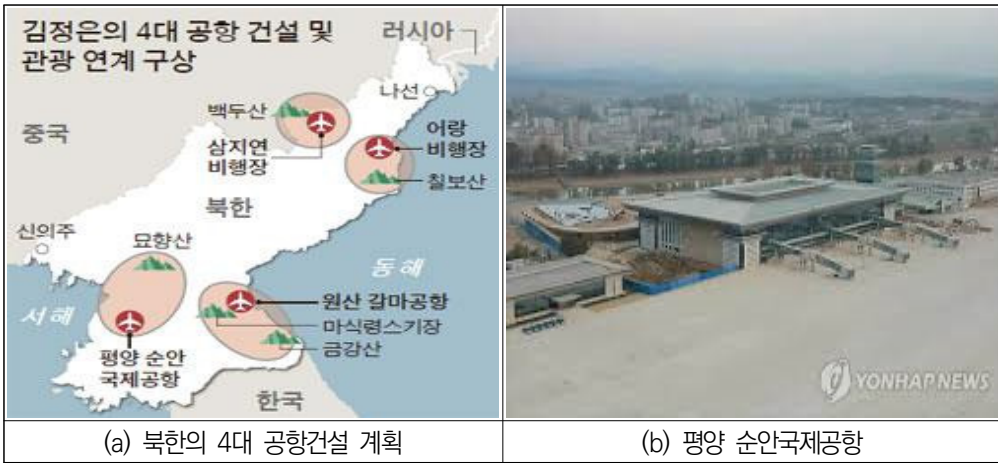 김정은의 4대 공항 건설 및
관광 연계 구상
러시아
나선
백두산
중국
삼지연
비행장
어랑
비행장
칠보산
북한
신의주
묘향산
동해
서해
원산 갈마공항
마식령스키장
금강산
평양 순안
국제공항
한국
YONHAP NEWS
(a) 북한의 4대 공항건설 계획
(b) 평양 순안국제공항